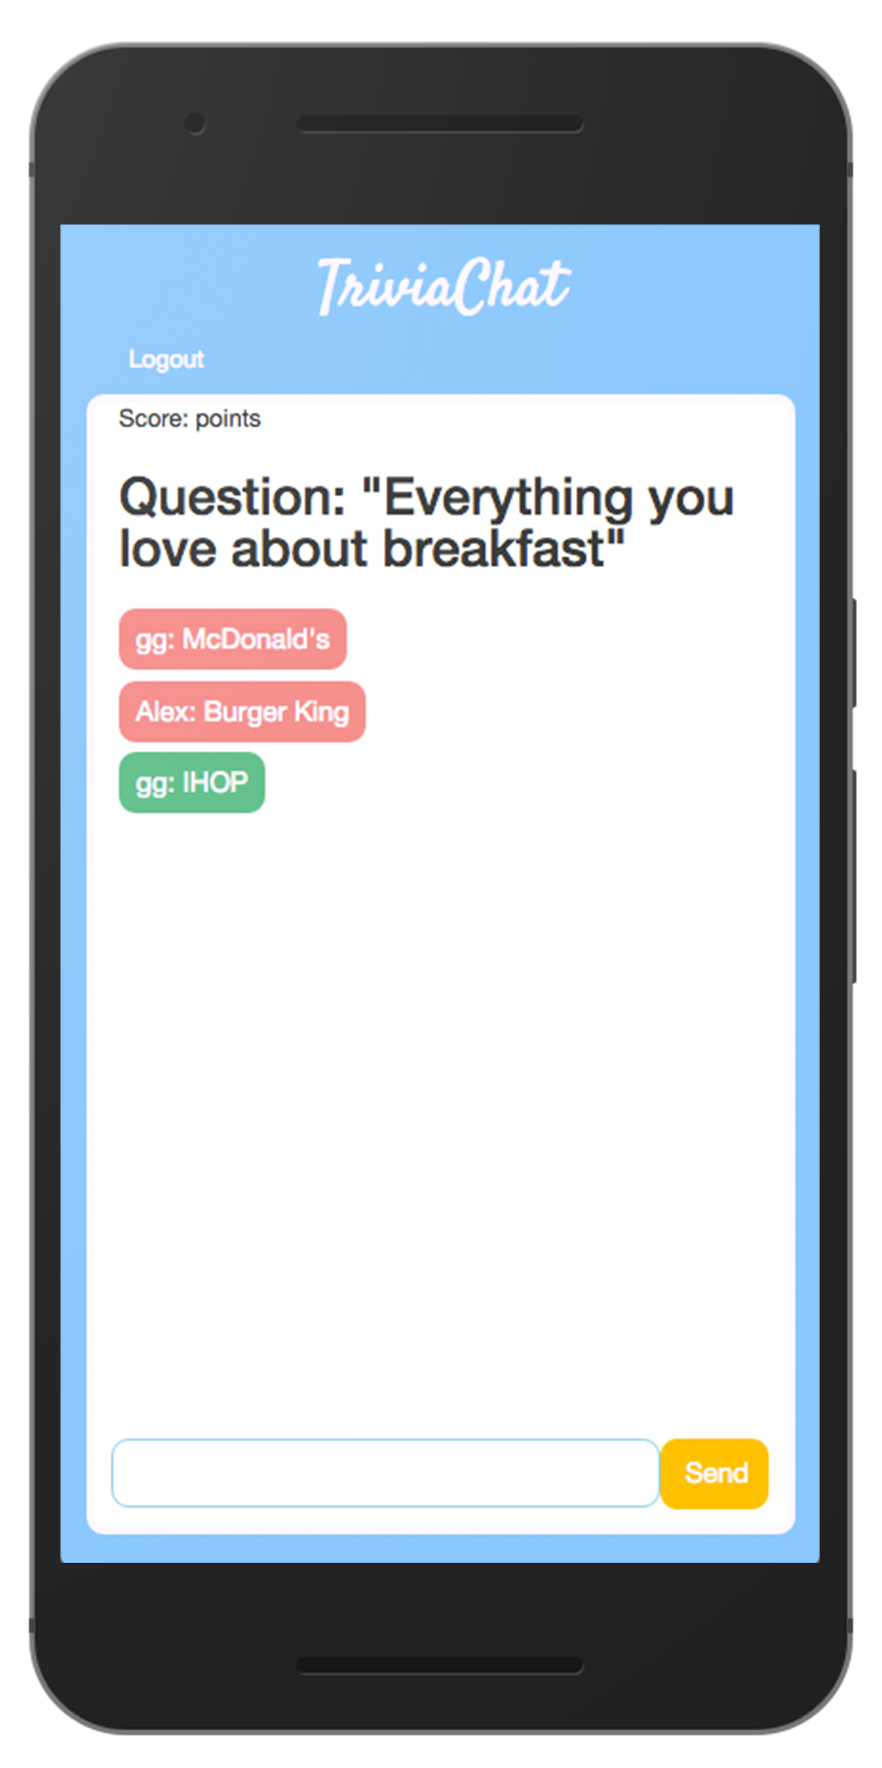 TriviaChat
Logout
Score: points
Question: "Everything you
love about breakfast"
gg: McDonald's
Alex: Burger King
gg: IHOP
Send